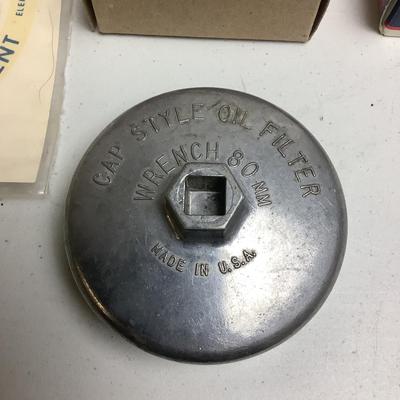 CAP STYLE OIL FILTER
WRENCH 80 MM
MADE IN U.S.A.